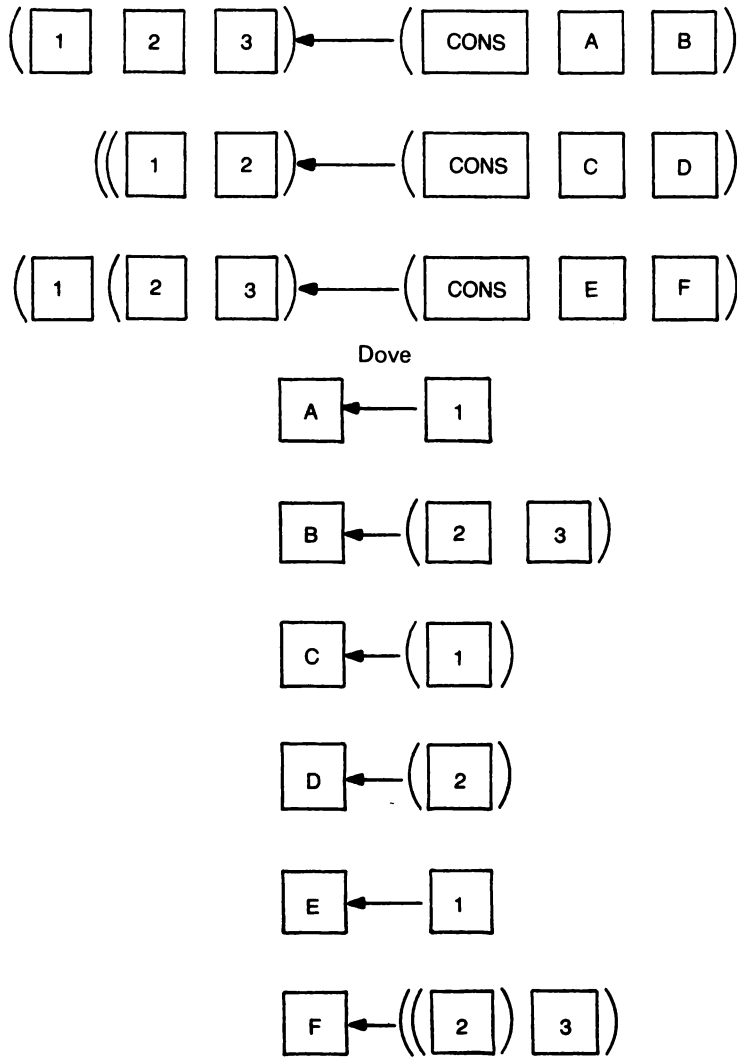 (1 2 3) ← (CONS A B)
((1 2) ← (CONS C D)
(1 (2 3) ← (CONS E F)
Dove
A ← 1
B ← (2 3)
C ← (1)
D ← (2)
E ← 1
F ← ((2) 3)